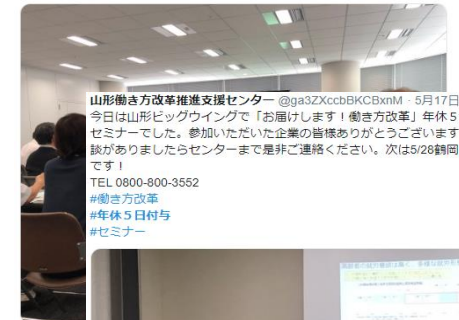 山形働き方改革推進支援センター @ga3ZXccbBKCBxnM · 5月17日
今日は山形ビッグウイングで「お届けします！働き方改革」年休５
セミナーでした。参加いただいた企業の皆様ありがとうございます
談がありましたらセンターまで是非ご連絡ください。次は5/28鶴岡
です！
TEL 0800-800-3552
#働き方改革
#年休５日付与
#セミナー